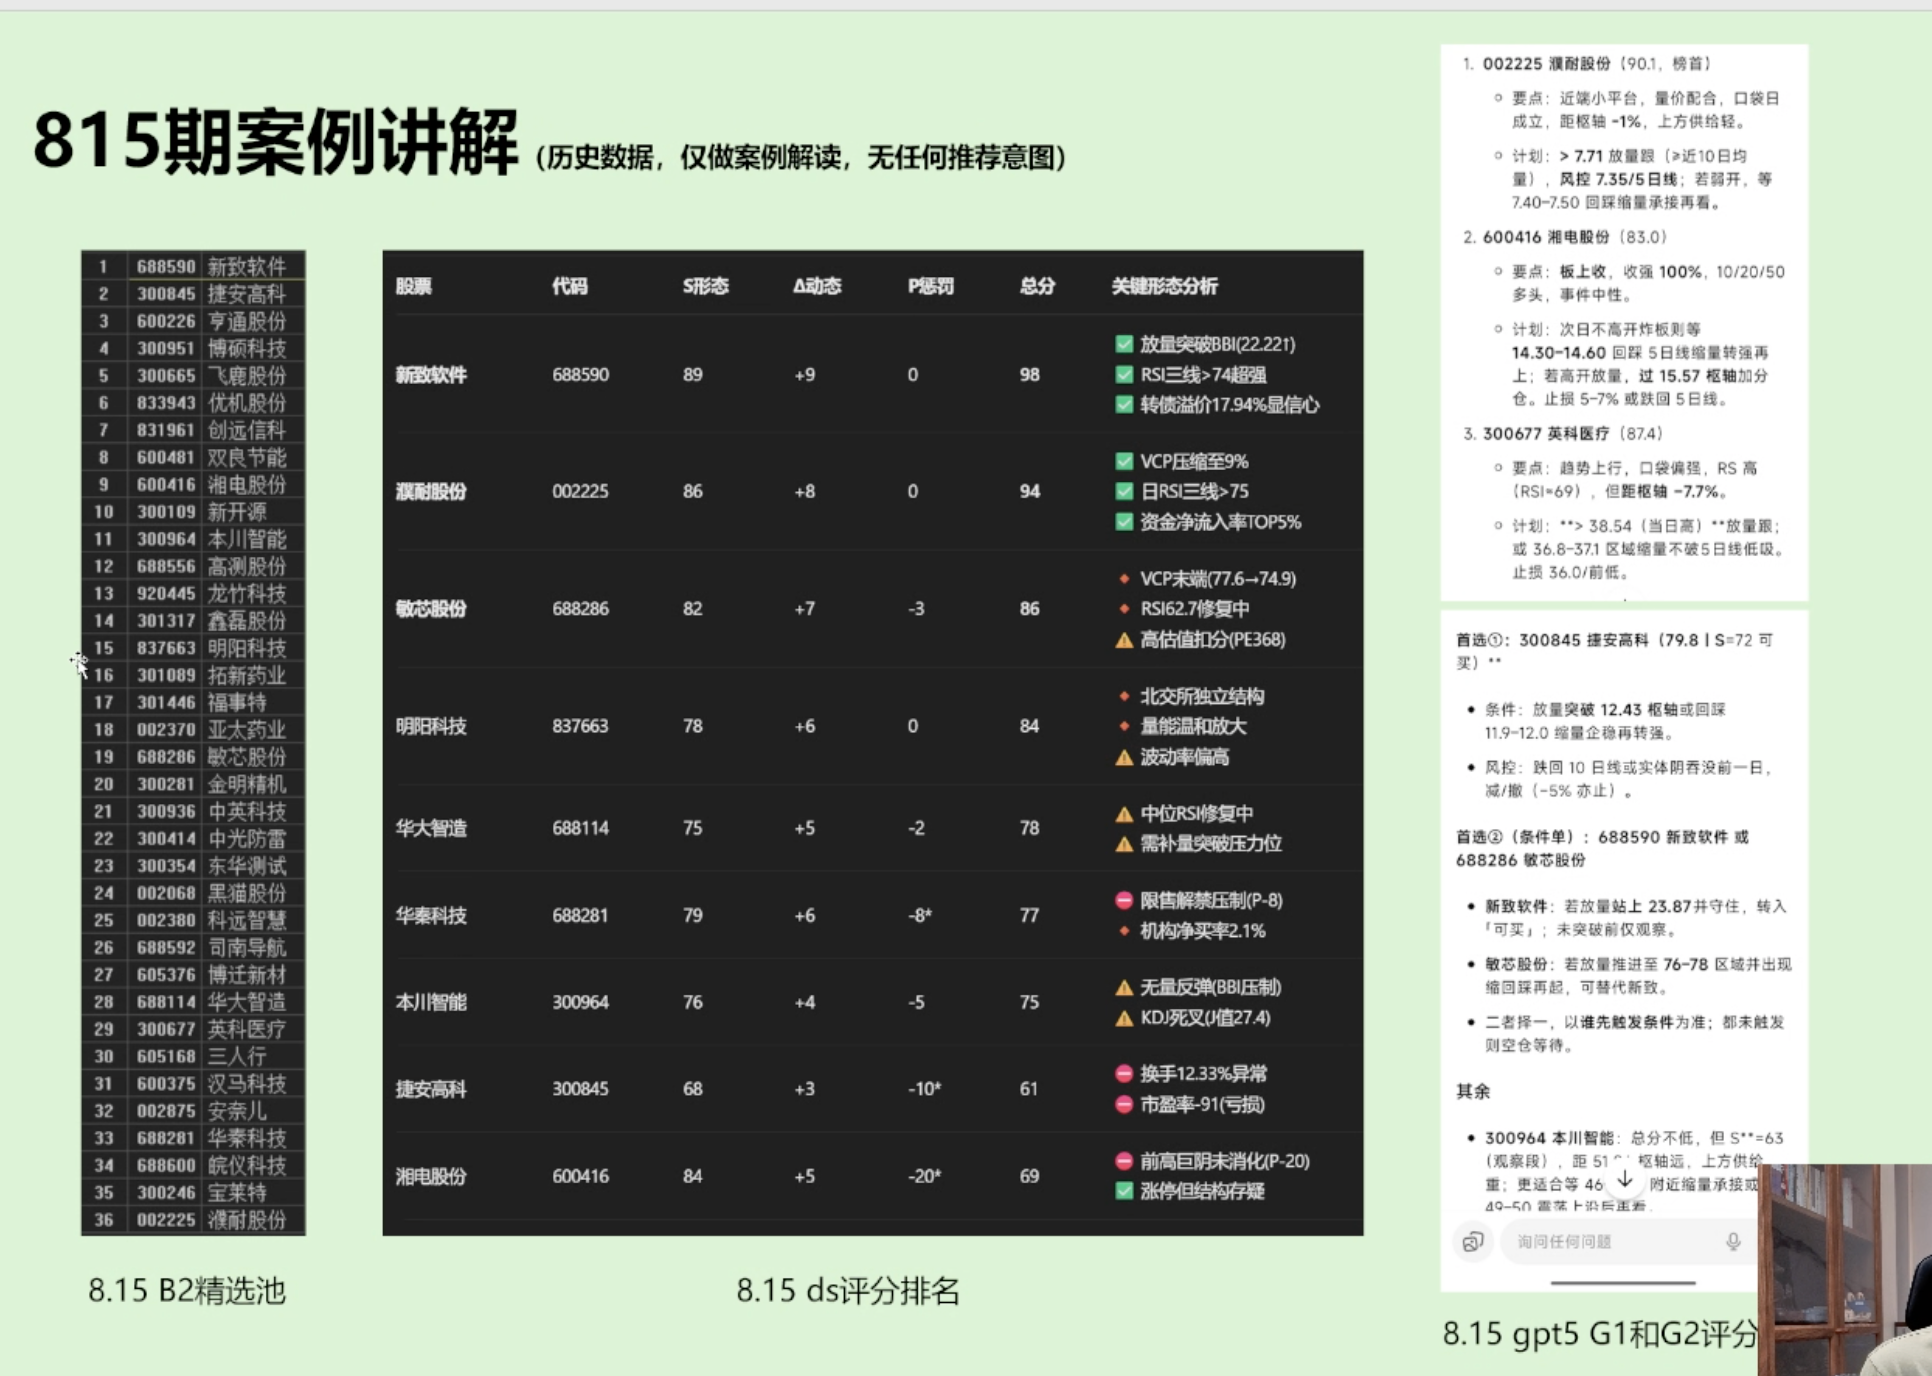 815期案例讲解 (历史数据，仅做案例解读，无任何推荐意图)
1 688590 新致软件
2 300845 捷安高科
3 600226 亨通股份
4 300951 博硕科技
5 300665 飞鹿股份
6 833943 优机股份
7 831961 创远信科
8 600481 双良节能
9 600416 湘电股份
10 300109 新开源
11 300964 本川智能
12 688556 高测股份
13 920445 龙竹科技
14 301317 鑫磊股份
15 837663 明阳科技
16 301089 拓新药业
17 301446 福事特
18 002370 亚太药业
19 688286 敏芯股份
20 300281 金明精机
21 300936 中英科技
22 300414 中光防雷
23 300354 东华测试
24 002068 黑猫股份
25 002380 科远智慧
26 688592 司南导航
27 605376 博迁新材
28 688114 华大智造
29 300677 英科医疗
30 605168 三人行
31 600375 汉马科技
32 002875 安奈儿
33 688281 华秦科技
34 688600 皖仪科技
35 300246 宝莱特
36 002225 濮耐股份
8.15 B2精选池
股票 代码 S形态 Δ动态 P惩罚 总分 关键形态分析
新致软件 688590 89 +9 0 98
✅ 放量突破BBI(22.22↑)
✅ RSI三线>74超强
✅ 转债溢价17.94%显信心
濮耐股份 002225 86 +8 0 94
✅ VCP压缩至9%
✅ 日RSI三线>75
✅ 资金净流入率TOP5%
敏芯股份 688286 82 +7 -3 86
🔸 VCP末端(77.6→74.9)
🔸 RSI62.7修复中
⚠️ 高估值扣分(PE368)
明阳科技 837663 78 +6 0 84
🔸 北交所独立结构
🔸 量能温和放大
⚠️ 波动率偏高
华大智造 688114 75 +5 -2 78
⚠️ 中位RSI修复中
⚠️ 需补量突破压力位
华秦科技 688281 79 +6 -8* 77
⛔ 限售解禁压制(P-8)
🔸 机构净买率2.1%
本川智能 300964 76 +4 -5 75
⚠️ 无量反弹(BBI压制)
⚠️ KDJ死叉(J值27.4)
捷安高科 300845 68 +3 -10* 61
⛔ 换手12.33%异常
⛔ 市盈率-91(亏损)
湘电股份 600416 84 +5 -20* 69
⛔ 前高巨阴未消化(P-20)
✅ 涨停但结构存疑
8.15 ds评分排名
1. 002225 濮耐股份（90.1，榜首）
要点：近端小平台，量价配合，口袋日
成立，距枢轴 -1%，上方供给轻。
计划：> 7.71 放量跟（≥近10日均
量），风控 7.35/5日线；若弱开，等
7.40–7.50 回踩缩量承接再看。
2. 600416 湘电股份（83.0）
要点：板上收，收强 100%，10/20/50
多头，事件中性。
计划：次日不高开炸板则等
14.30–14.60 回踩 5日线缩量转强再
上；若高开放量，过 15.57 枢轴加分
仓。止损 5–7% 或跌回 5日线。
3. 300677 英科医疗（87.4）
要点：趋势上行，口袋偏强，RS 高
（RSI≈69），但距枢轴 -7.7%。
计划：**> 38.54（当日高）**放量跟；
或 36.8–37.1 区域缩量不破5日线低吸。
止损 36.0/前低。
首选①：300845 捷安高科（79.8 | S=72 可
买）**
条件：放量突破 12.43 枢轴或回踩
11.9–12.0 缩量企稳再转强。
风控：跌回 10 日线或实体阴吞没前一日，
减/撤（-5% 亦止）。
首选②（条件单）：688590 新致软件 或
688286 敏芯股份
新致软件：若放量站上 23.87并守住，转入
「可买」；未突破前仅观察。
敏芯股份：若放量推进至 76–78 区域并出现
缩回踩再起，可替代新致。
二者择一，以谁先触发条件为准；都未触发
则空仓等待。
其余
300964 本川智能：总分不低，但 S**=63
（观察段），距 51 枢轴远，上方供给
重；更适合等 46 附近缩量承接或
49–50 震荡上沿后再看。
询问任何问题
8.15 gpt5 G1和G2评分